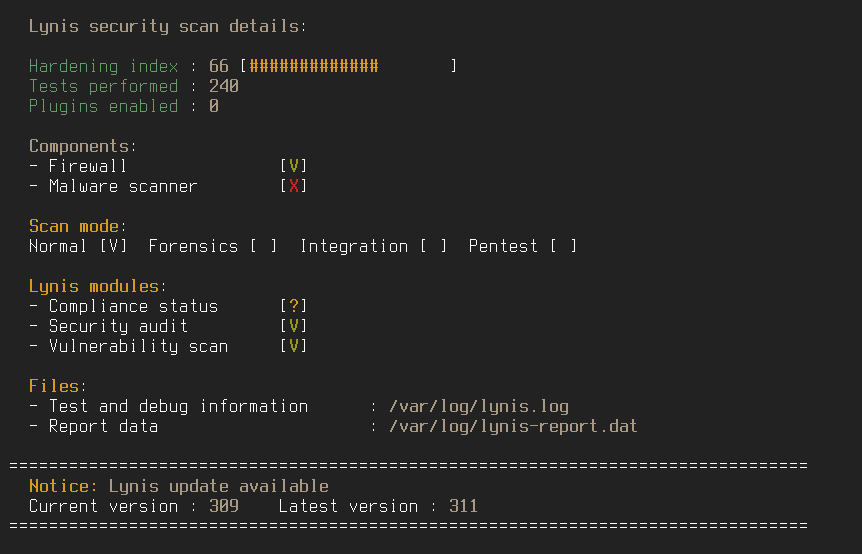 Lynis security scan details:
Hardening index : 66 [#############       ]
Tests performed : 240
Plugins enabled : 0
Components:
- Firewall               [V]
- Malware scanner        [X]
Scan mode:
Normal [V]  Forensics [ ]  Integration [ ]  Pentest [ ]
Lynis modules:
- Compliance status      [?]
- Security audit         [V]
- Vulnerability scan     [V]
Files:
- Test and debug information      : /var/log/lynis.log
- Report data                     : /var/log/lynis-report.dat
================================================================================
Notice: Lynis update available
Current version : 309    Latest version : 311
================================================================================